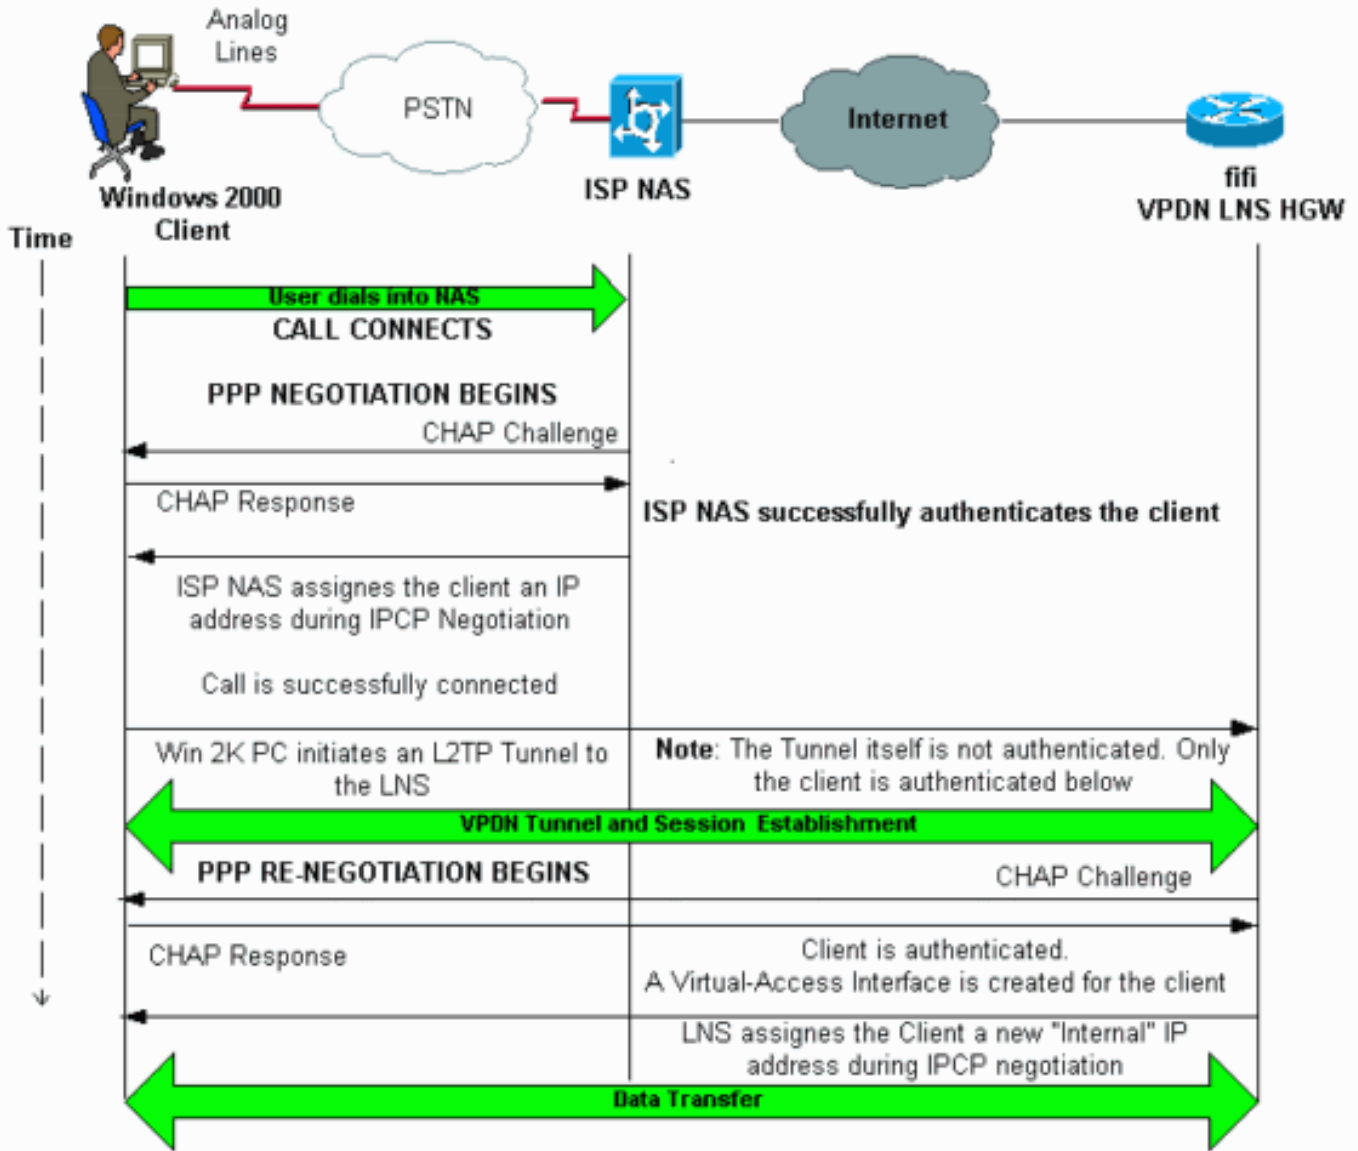 Analog
Lines
PSTN
Internet
ISP NAS
fifi
VPDN LNS HGW
Windows 2000
Client
Time
User dials into NAS
CALL CONNECTS
PPP NEGOTIATION BEGINS
CHAP Challenge
CHAP Response
ISP NAS successfully authenticates the client
ISP NAS assignes the client an IP
address during IPCP Negotiation
Call is successfully connected
Win 2K PC initiates an L2TP Tunnel to
the LNS
Note: The Tunnel itself is not authenticated. Only
the client is authenticated below
VPDN Tunnel and Session Establishment
PPP RE-NEGOTIATION BEGINS
CHAP Challenge
CHAP Response
Client is authenticated.
A Virtual-Access Interface is created for the client
LNS assignes the Client a new "Internal" IP
address during IPCP negotiation
Data Transfer